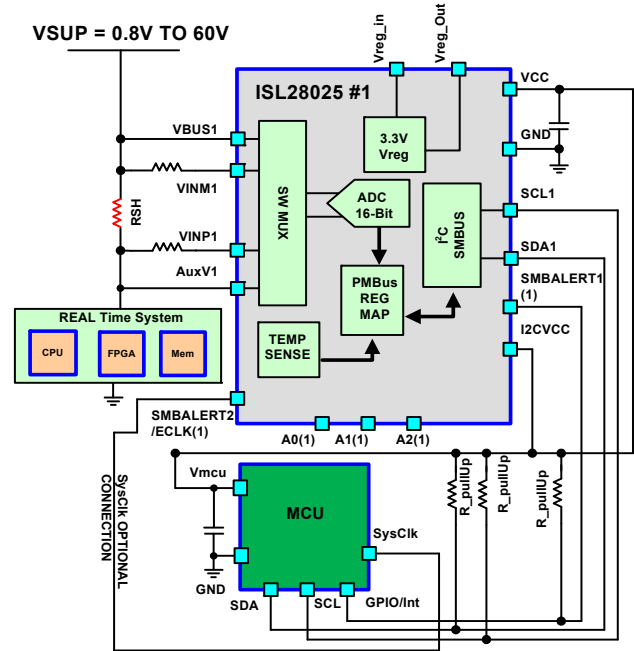 VSUP = 0.8V TO 60V
Vreg_in
Vreg_Out
ISL28025 #1
VCC
VBUS1
3.3V
Vreg
GND
VINM1
SW MUX
ADC
16-Bit
I²C
SMBUS
SCL1
RSH
VINP1
SDA1
AuxV1
PMBus
REG
MAP
SMBALERT1
(1)
REAL Time System
CPU
FPGA
Mem
TEMP
SENSE
I2CVCC
SMBALERT2
/ECLK(1)
A0(1)
A1(1)
A2(1)
SysClk OPTIONAL
CONNECTION
Vmcu
MCU
SysClk
R_pullUp
R_pullUp
R_pullUp
GND
SDA
SCL
GPIO/Int